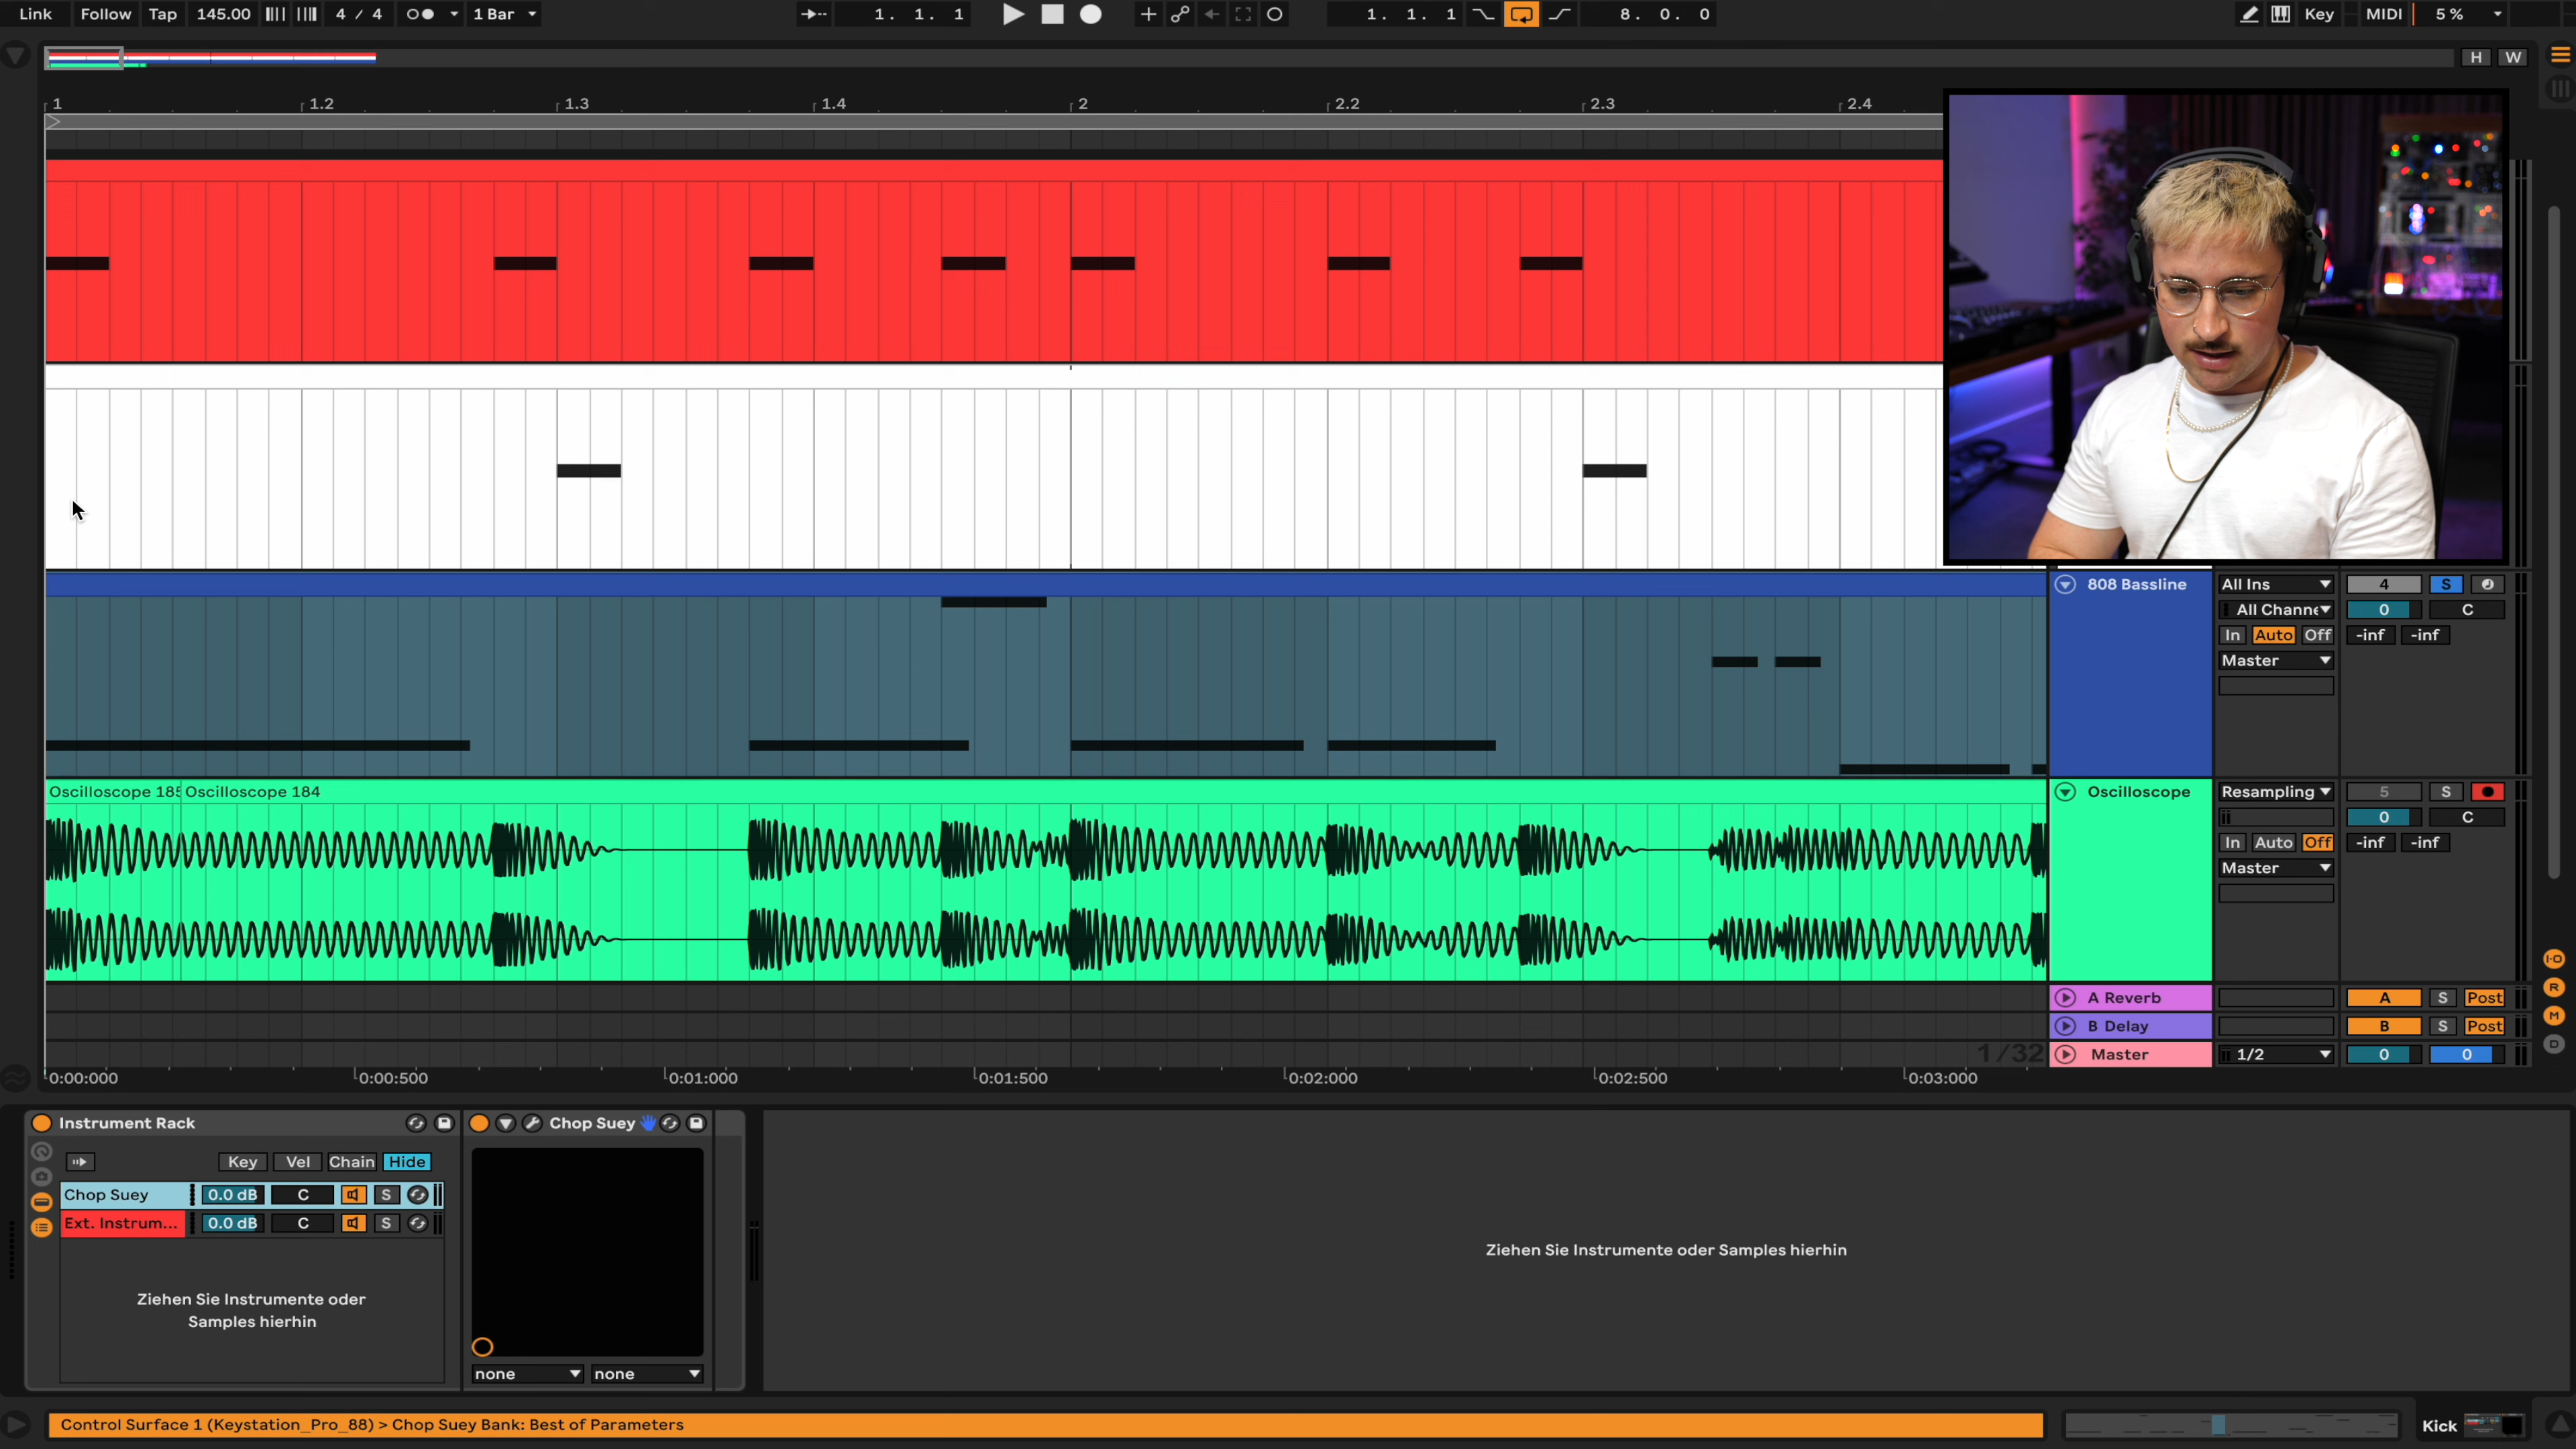 Link Follow Tap 145.00 4 / 4 1 Bar 1. 1. 1 1. 1. 1 8. 0. 0 Key MIDI 5 %
H W
1 1.2 1.3 1.4 2 2.2 2.3 2.4
808 Bassline All Ins 4 S
All Channe 0 C
In Auto Off -inf -inf
Master
Oscilloscope 185 Oscilloscope 184 Oscilloscope Resampling 5 S
0 C
In Auto Off -inf -inf
Master
A Reverb A S Post
B Delay B S Post
1/32 Master 1/2 0 0
0:00:000 0:00:500 0:01:000 0:01:500 0:02:000 0:02:500 0:03:000
I·O
R
M
D
Instrument Rack Chop Suey
Key Vel Chain Hide
Chop Suey 0.0 dB C S
Ext. Instrum... 0.0 dB C S
Ziehen Sie Instrumente oder
Samples hierhin
none none
Ziehen Sie Instrumente oder Samples hierhin
Control Surface 1 (Keystation_Pro_88) > Chop Suey Bank: Best of Parameters Kick